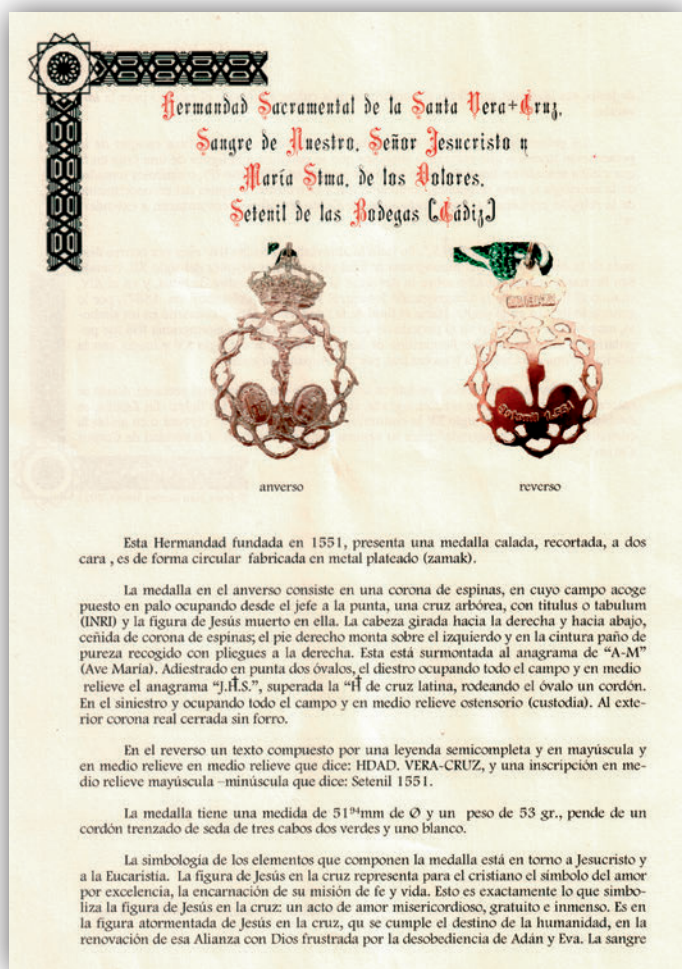 Hermandad Sacramental de la Santa Vera+Cruz,
Sangre de Nuestro. Señor Jesucristo y
María Stma. de los Dolores.
Setenil de las Bodegas (Cádiz)
Setenil 1.551
anverso reverso
Esta Hermandad fundada en 1551, presenta una medalla calada, recortada, a dos
cara , es de forma circular fabricada en metal plateado (zamak).
La medalla en el anverso consiste en una corona de espinas, en cuyo campo acoge
puesto en palo ocupando desde el jefe a la punta, una cruz arbórea, con titulus o tabulum
(INRI) y la figura de Jesús muerto en ella. La cabeza girada hacia la derecha y hacia abajo,
ceñida de corona de espinas; el pie derecho monta sobre el izquierdo y en la cintura paño de
pureza recogido con pliegues a la derecha. Esta está surmontada al anagrama de "A-M"
(Ave María). Adiestrado en punta dos óvalos, el diestro ocupando todo el campo y en medio
relieve el anagrama "J.H.S.", superada la "H de cruz latina, rodeando el óvalo un cordón.
En el siniestro y ocupando todo el campo y en medio relieve ostensorio (custodia). Al exte-
rior corona real cerrada sin forro.
En el reverso un texto compuesto por una leyenda semicompleta y en mayúscula y
en medio relieve en medio relieve que dice: HDAD. VERA-CRUZ, y una inscripción en me-
dio relieve mayúscula –minúscula que dice: Setenil 1551.
La medalla tiene una medida de 51⁹⁴mm de Ø y un peso de 53 gr., pende de un
cordón trenzado de seda de tres cabos dos verdes y uno blanco.
La simbología de los elementos que componen la medalla está en torno a Jesucristo y
a la Eucaristía. La figura de Jesús en la cruz representa para el cristiano el símbolo del amor
por excelencia, la encarnación de su misión de fe y vida. Esto es exactamente lo que simbo-
liza la figura de Jesús en la cruz: un acto de amor misericordioso, gratuito e inmenso. Es en
la figura atormentada de Jesús en la cruz, qu se cumple el destino de la humanidad, en la
renovación de esa Alianza con Dios frustrada por la desobediencia de Adán y Eva. La sangre